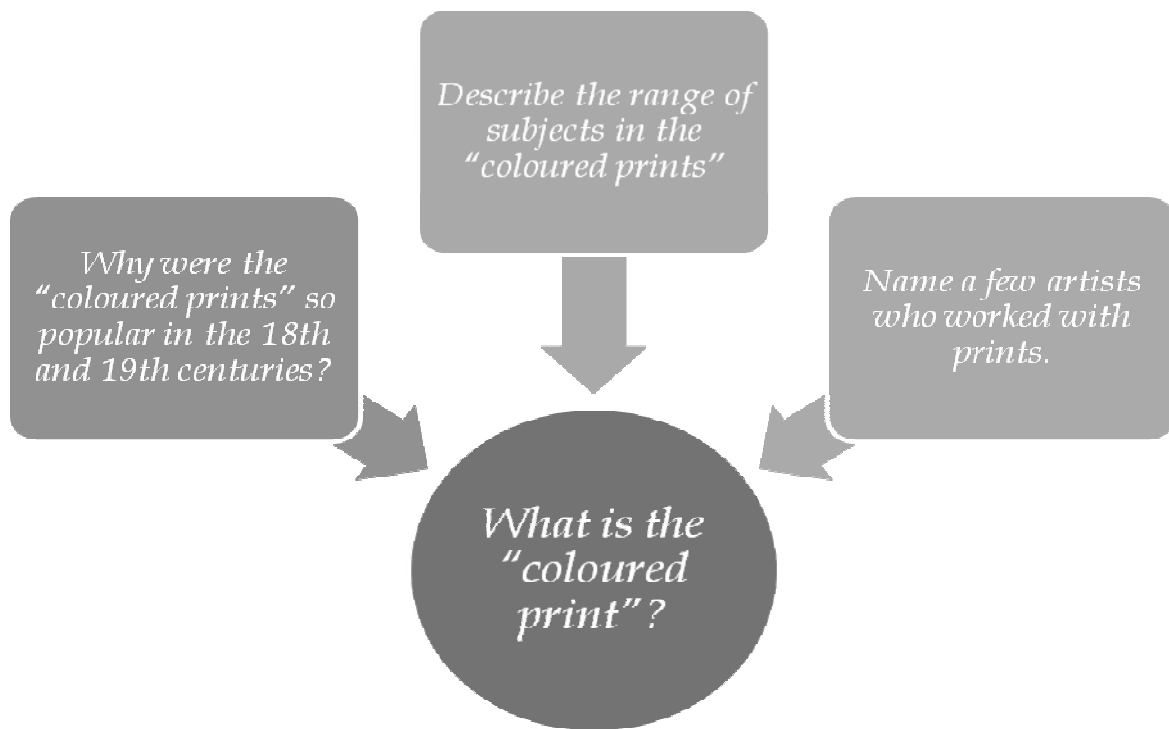 Describe the range of
subjects in the
“coloured prints”
Why were the
“coloured prints” so
popular in the 18th
and 19th centuries?
Name a few artists
who worked with
prints.
What is the
“coloured
print”?